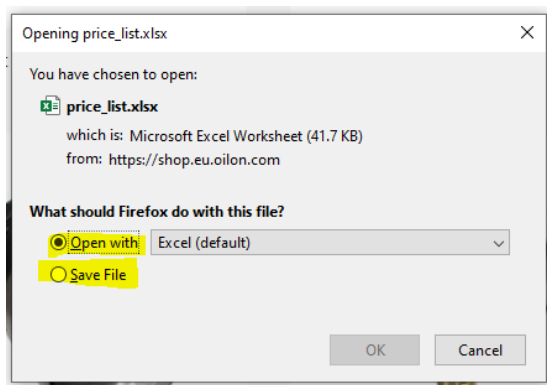 Opening price_list.xlsx
You have chosen to open:
price_list.xlsx
which is: Microsoft Excel Worksheet (41.7 KB)
from: https://shop.eu.oilon.com
What should Firefox do with this file?
Open with Excel (default)
Save File
OK Cancel